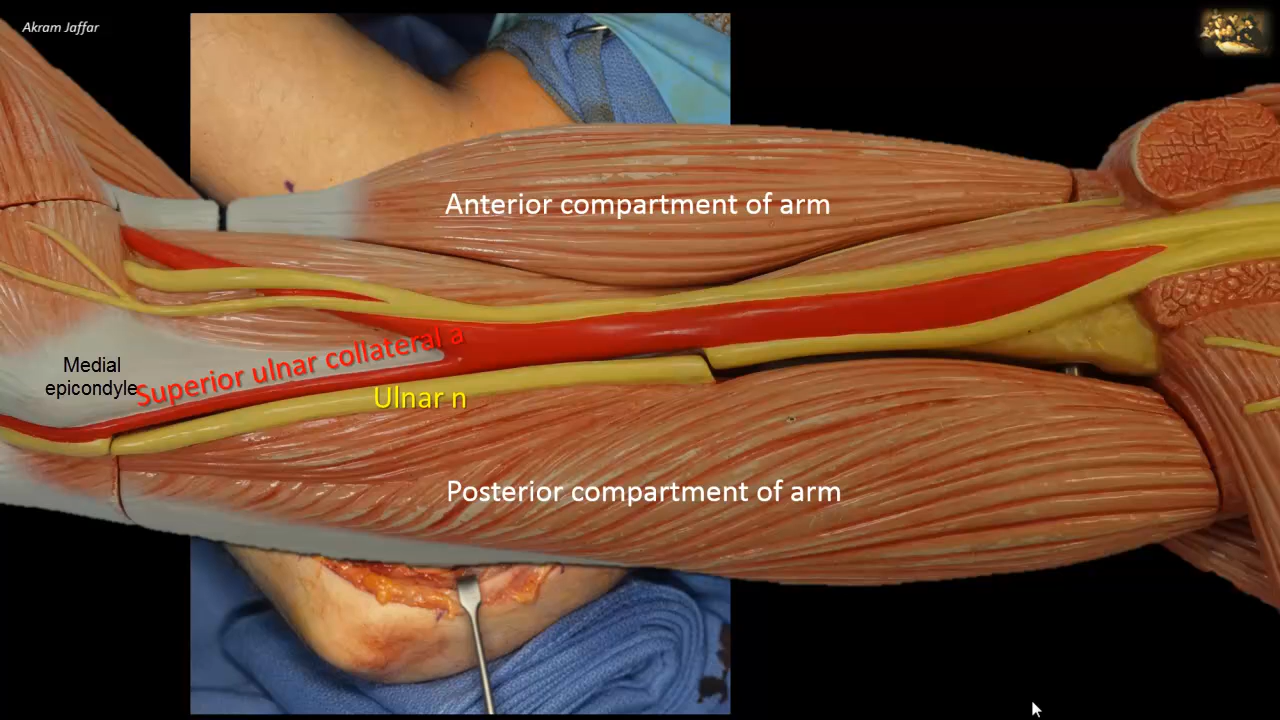 Akram Jaffar
Anterior compartment of arm
Superior ulnar collateral a
Medial
epicondyle
Ulnar n
Posterior compartment of arm